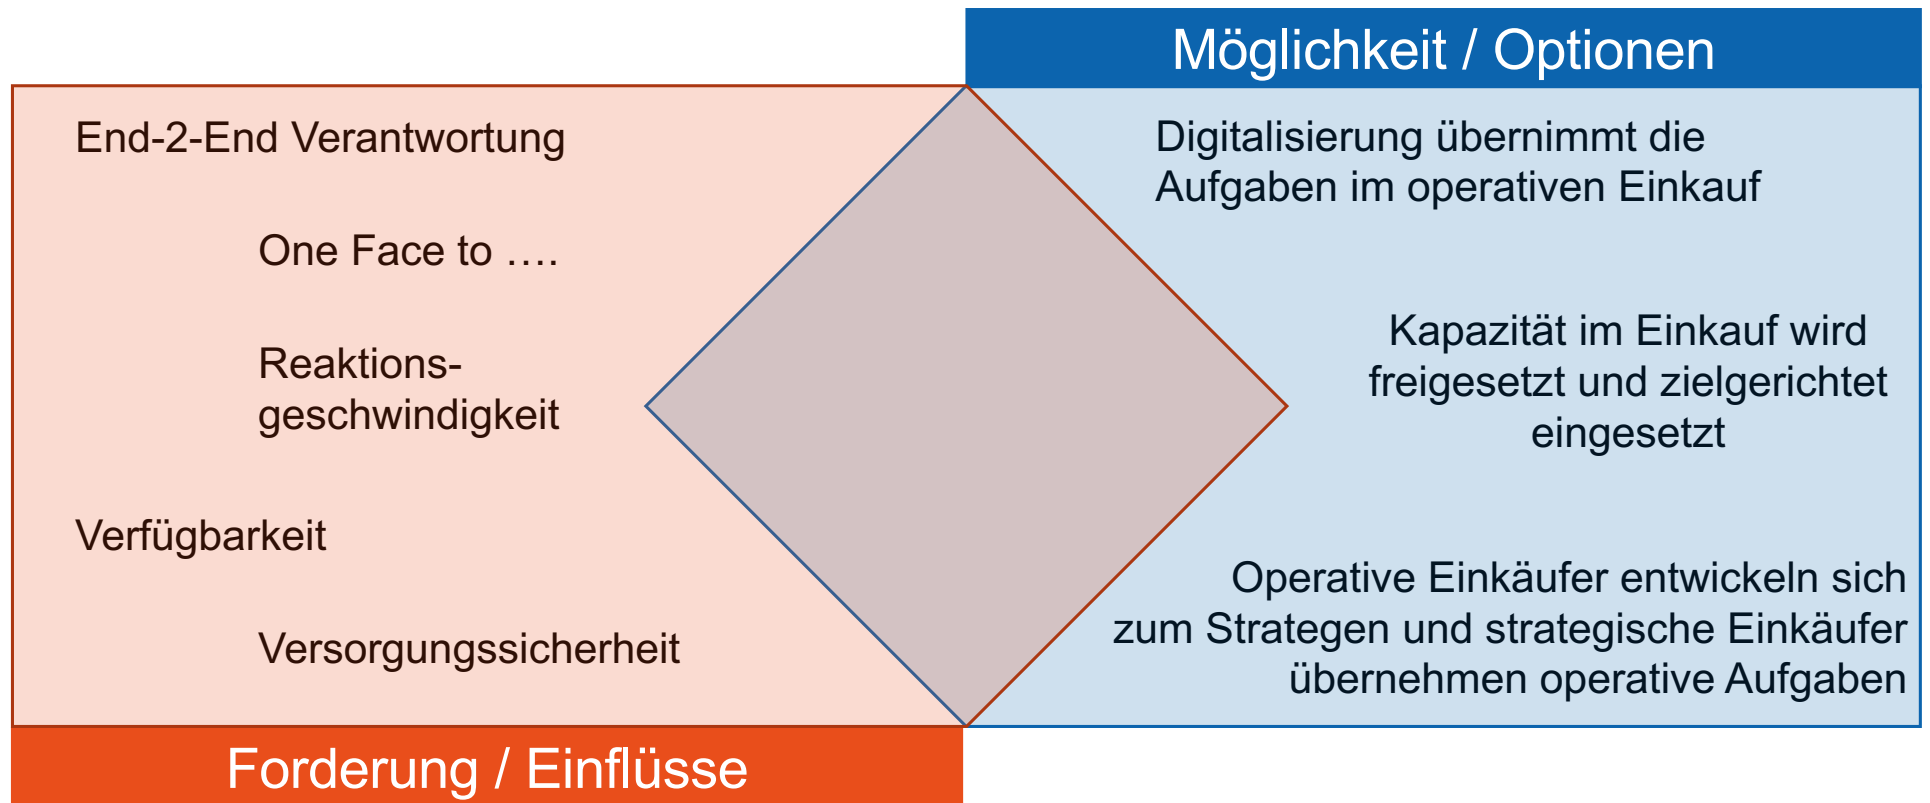 Möglichkeit / Optionen
End-2-End Verantwortung
One Face to ….
Reaktions-
geschwindigkeit
Verfügbarkeit
Versorgungssicherheit
Forderung / Einflüsse
Digitalisierung übernimmt die
Aufgaben im operativen Einkauf
Kapazität im Einkauf wird
freigesetzt und zielgerichtet
eingesetzt
Operative Einkäufer entwickeln sich
zum Strategen und strategische Einkäufer
übernehmen operative Aufgaben